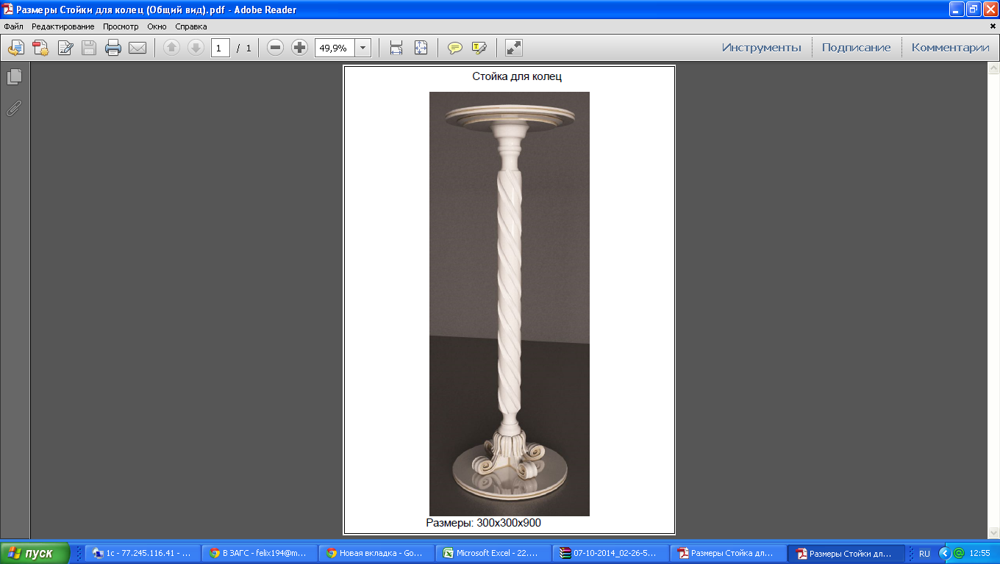 Размеры Стойки для колец (Общий вид).pdf - Adobe Reader
Файл Редактирование Просмотр Окно Справка
1 / 1 49,9% Инструменты Подписание Комментарии
Стойка для колец
Размеры: 300x300x900
пуск 1c - 77.245.116.41 - ... В ЗАГС - felix194@m... Новая вкладка - Go... Microsoft Excel - 22.... 07-10-2014_02-26-5... Размеры Стойка дл... Размеры Стойки дл... RU 12:55